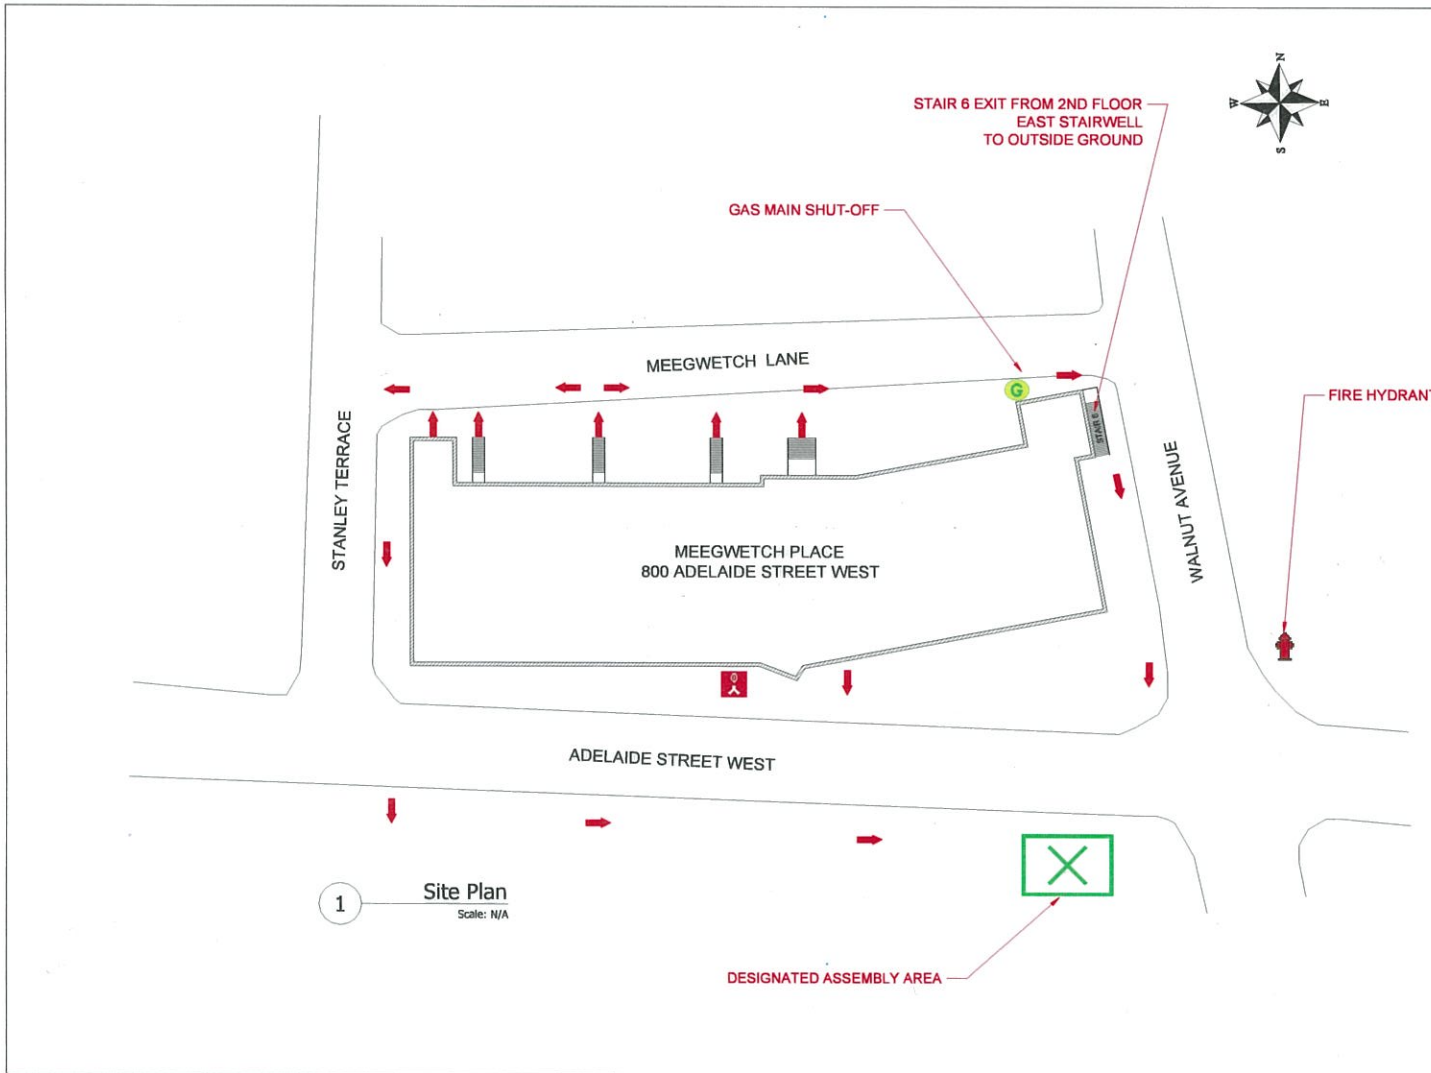 N
W
E
S
STAIR 6 EXIT FROM 2ND FLOOR
EAST STAIRWELL
TO OUTSIDE GROUND
GAS MAIN SHUT-OFF
MEEGWETCH LANE
G
FIRE HYDRANT
STAIR 6
STANLEY TERRACE
WALNUT AVENUE
MEEGWETCH PLACE
800 ADELAIDE STREET WEST
ADELAIDE STREET WEST
1
Site Plan
Scale: N/A
DESIGNATED ASSEMBLY AREA